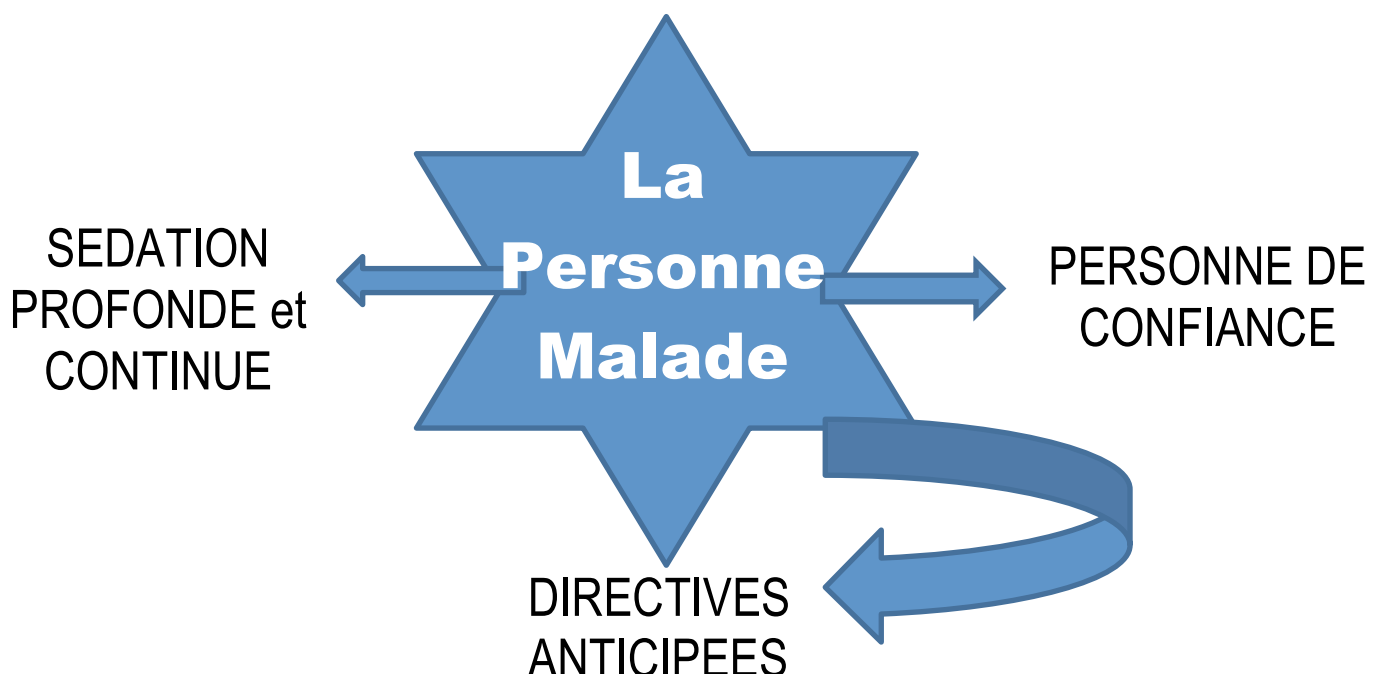 La
Personne
Malade
SEDATION
PROFONDE et
CONTINUE
PERSONNE DE
CONFIANCE
DIRECTIVES
ANTICIPEES